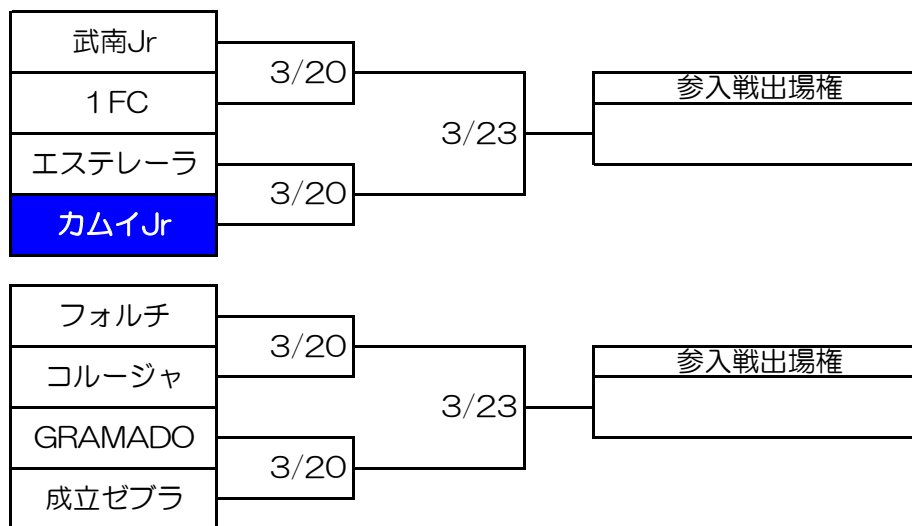 武南Jr
3/20
1FC
3/23
参入戦出場権
エステレーラ
3/20
カムイJr
フォルチ
3/20
コルージャ
3/23
参入戦出場権
GRAMADO
3/20
成立ゼブラ